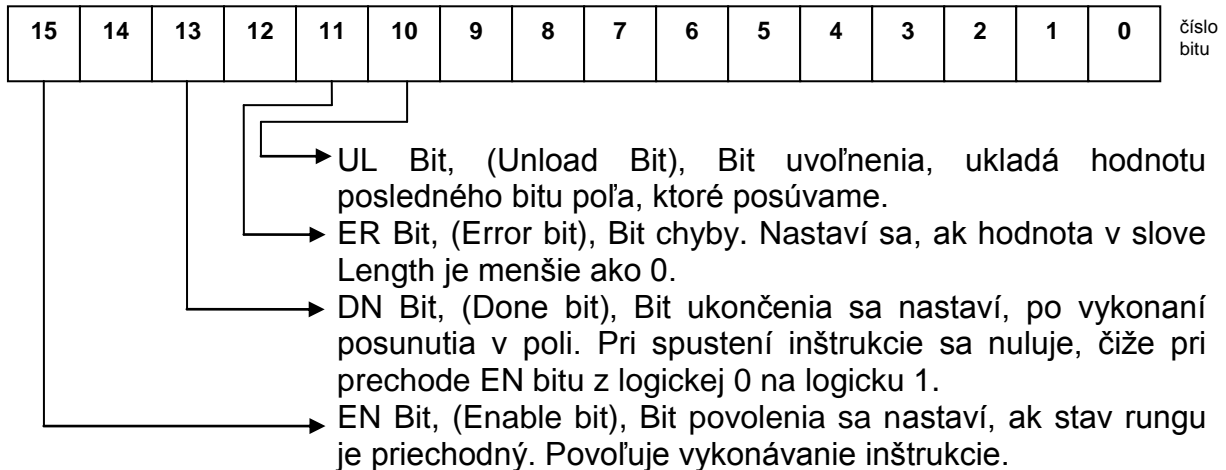 15 14 13 12 11 10 9 8 7 6 5 4 3 2 1 0 číslo
bitu
UL Bit, (Unload Bit), Bit uvoľnenia, ukladá hodnotu
posledného bitu poľa, ktoré posúvame.
ER Bit, (Error bit), Bit chyby. Nastaví sa, ak hodnota v slove
Length je menšie ako 0.
DN Bit, (Done bit), Bit ukončenia sa nastaví, po vykonaní
posunutia v poli. Pri spustení inštrukcie sa nuluje, čiže pri
prechode EN bitu z logickej 0 na logicku 1.
EN Bit, (Enable bit), Bit povolenia sa nastaví, ak stav rungu
je priechodný. Povoľuje vykonávanie inštrukcie.